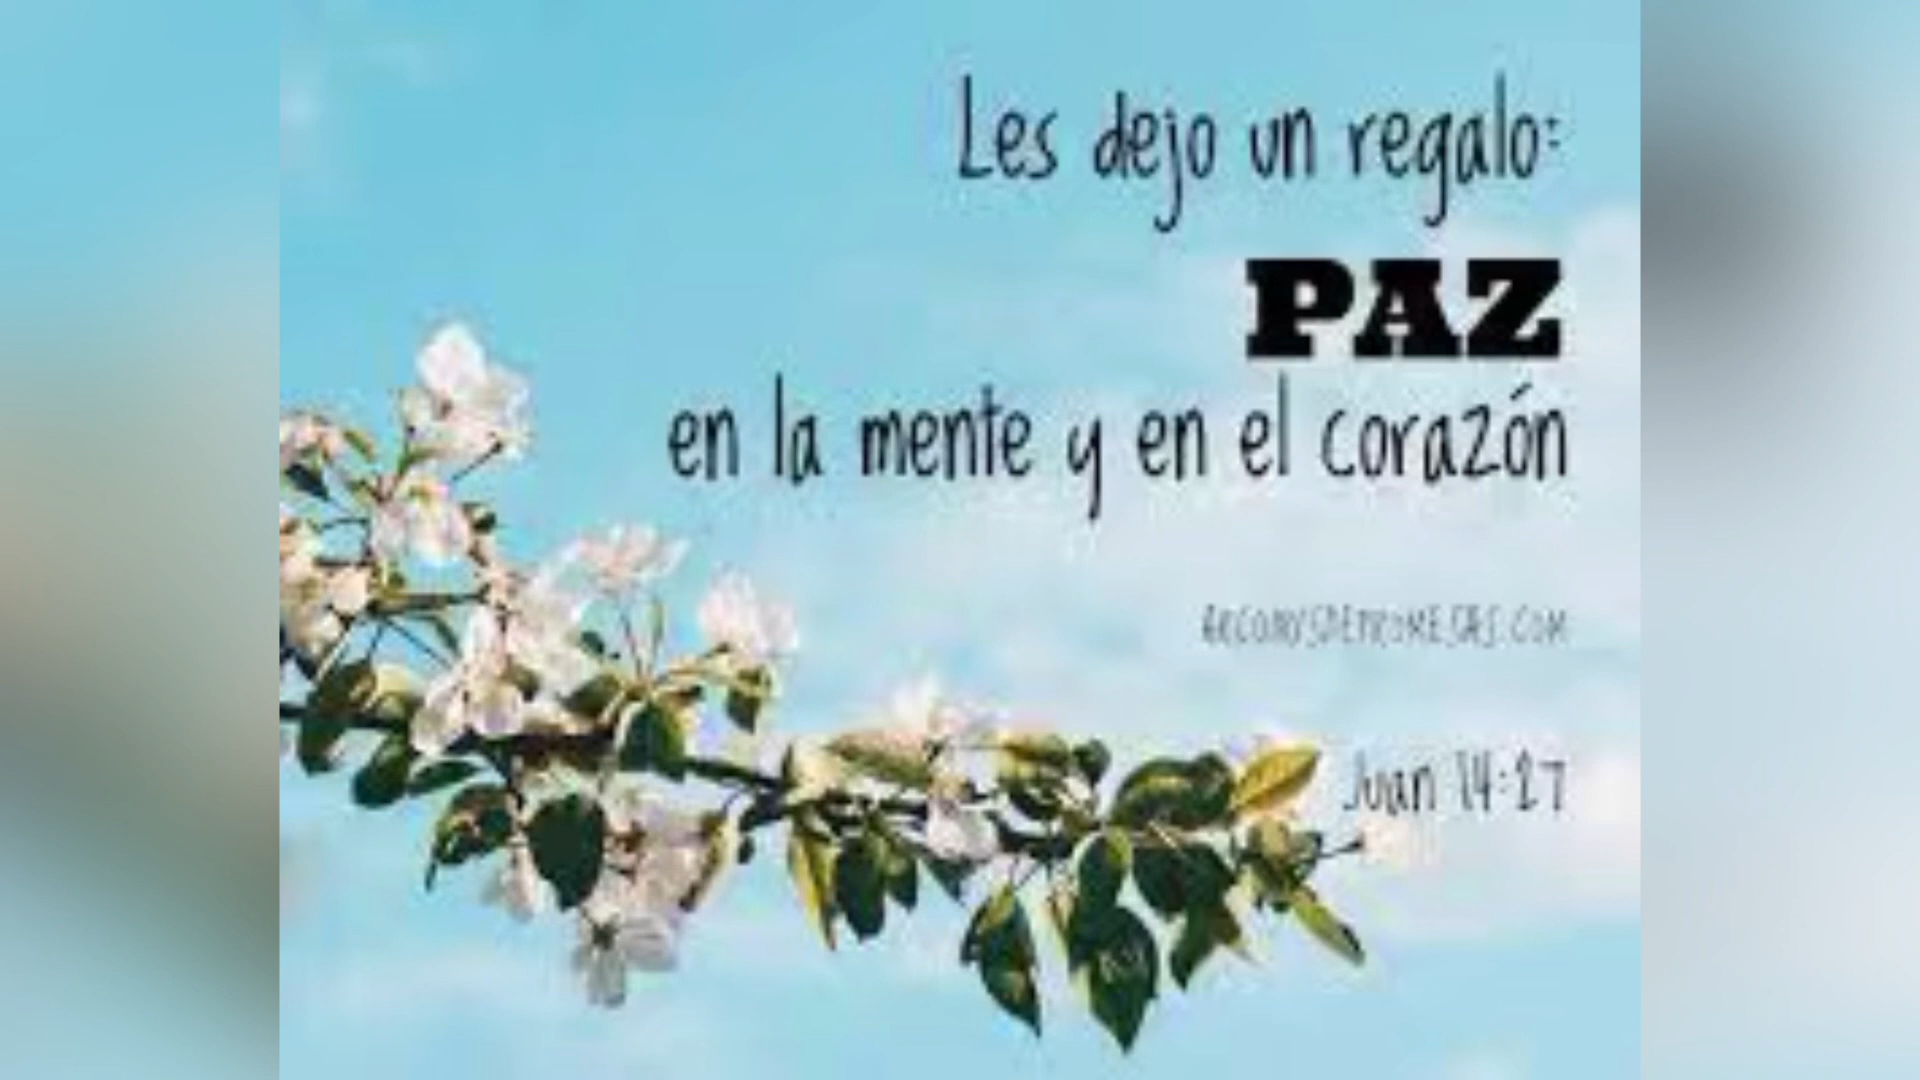 Les dejo un regalo:
PAZ
en la mente y en el corazón
Juan 14:27